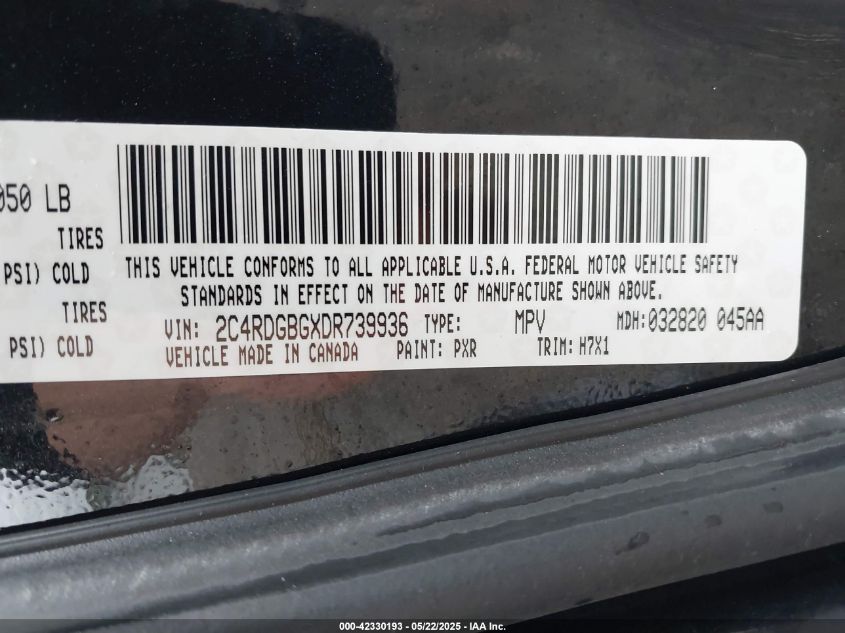 050 LB
TIRES
PSI) COLD
TIRES
PSI) COLD
THIS VEHICLE CONFORMS TO ALL APPLICABLE U.S.A. FEDERAL MOTOR VEHICLE SAFETY
STANDARDS IN EFFECT ON THE DATE OF MANUFACTURE SHOWN ABOVE.
VIN: 2C4RDGBGXDR739936 TYPE: MPV MDH:032820 045AA
VEHICLE MADE IN CANADA PAINT: PXR TRIM: H7X1
000-42330193 - 05/22/2025 - IAA Inc.